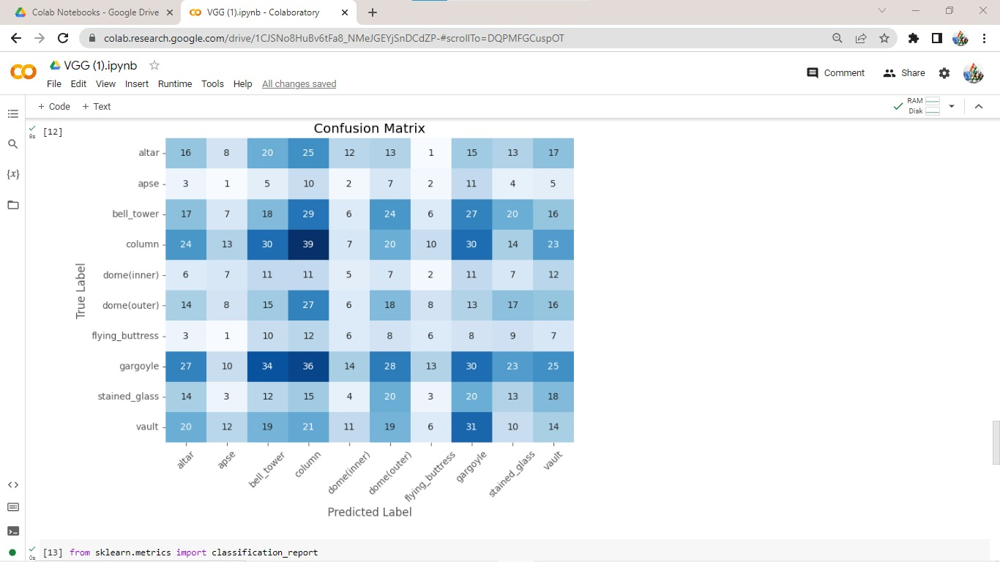 Colab Notebooks - Google Drive
VGG (1).ipynb - Colaboratory
colab.research.google.com/drive/1CJSNo8HuBv6tFa8_NMeJGEYjSnDCdZP-#scrollTo=DQPMFGCuspOT
VGG (1).ipynb
File Edit View Insert Runtime Tools Help All changes saved
Comment Share
+ Code + Text
RAM
Disk
{x}
8s
[12]
Confusion Matrix
True Label
altar 16 8 20 25 12 13 1 15 13 17
apse 3 1 5 10 2 7 2 11 4 5
bell_tower 17 7 18 29 6 24 6 27 20 16
column 24 13 30 39 7 20 10 30 14 23
dome(inner) 6 7 11 11 5 7 2 11 7 12
dome(outer) 14 8 15 27 6 18 8 13 17 16
flying_buttress 3 1 10 12 6 8 6 8 9 7
gargoyle 27 10 34 36 14 28 13 30 23 25
stained_glass 14 3 12 15 4 20 3 20 13 18
vault 20 12 19 21 11 19 6 31 10 14
altar apse bell_tower column dome(inner) dome(outer) flying_buttress gargoyle stained_glass vault
Predicted Label
0s
[13] from sklearn.metrics import classification_report